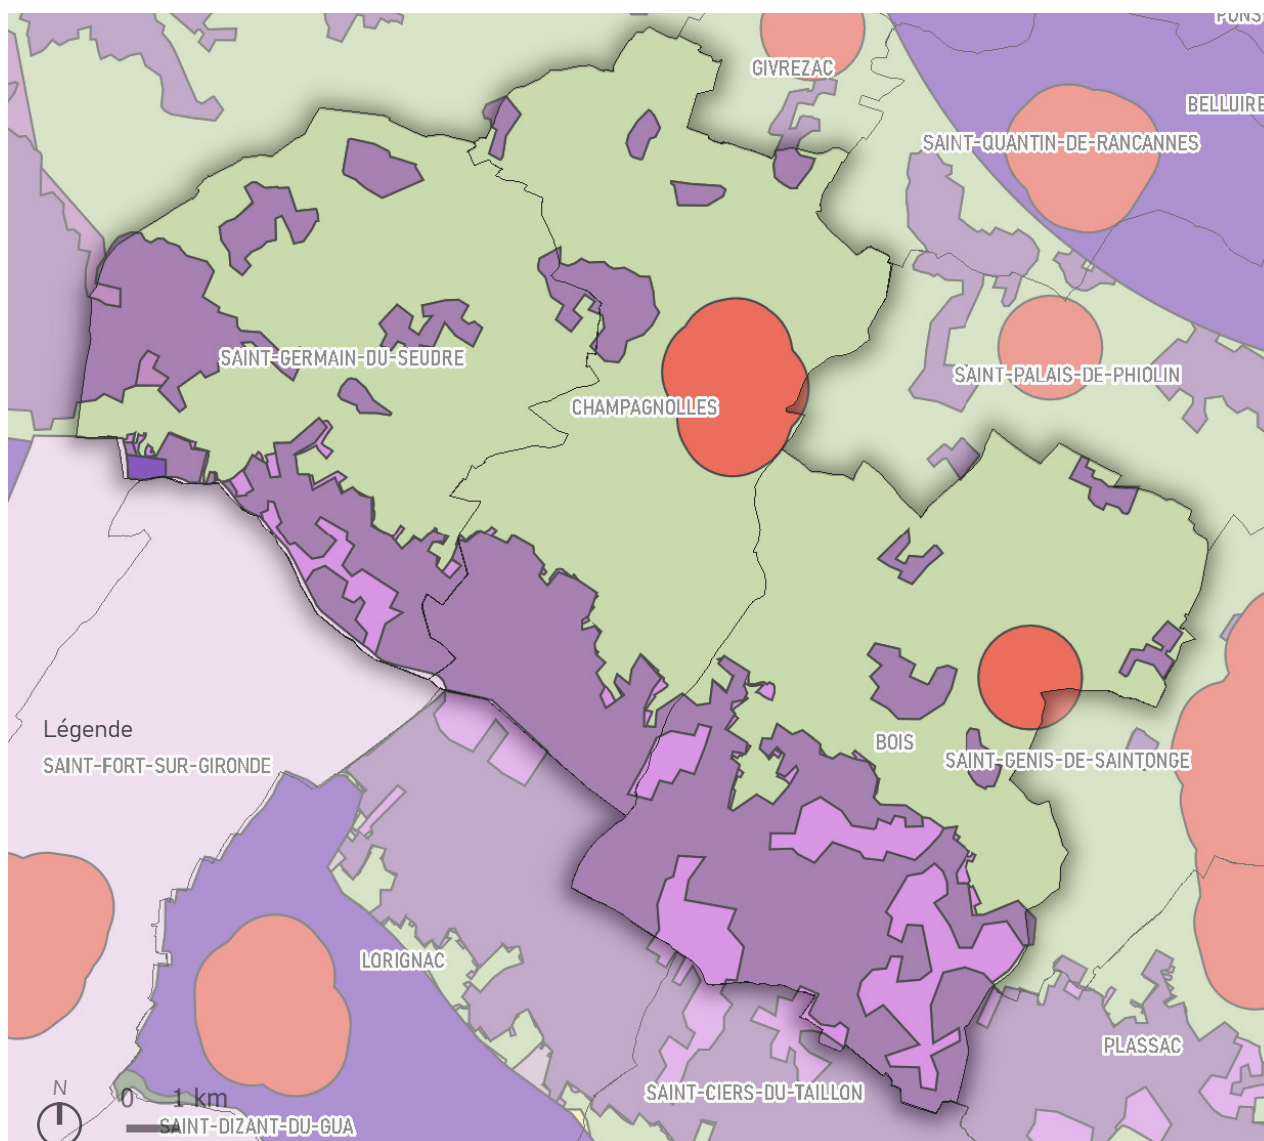 PONS
GIVREZAC
BELLUIRE
SAINT-QUANTIN-DE-RANCANNES
SAINT-GERMAIN-DU-SEUDRE
SAINT-PALAIS-DE-PHIOLIN
CHAMPAGNOLLES
Légende
BOIS
SAINT-FORT-SUR-GIRONDE
SAINT-GENIS-DE-SAINTONGE
LORIGNAC
PLASSAC
N
0 1 km
SAINT-CIERS-DU-TAILLON
SAINT-DIZANT-DU-GUA